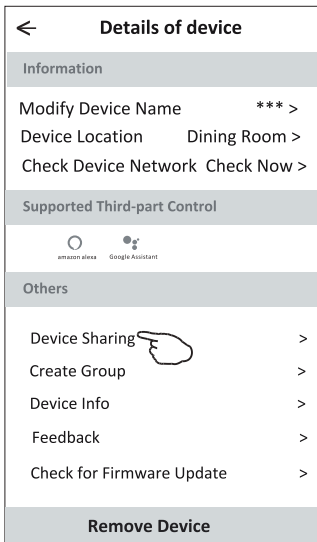 Details of device
Information
Modify Device Name *** >
Device Location Dining Room >
Check Device Network Check Now >
Supported Third-part Control
amazon alexa Google Assistant
Others
Device Sharing >
Create Group >
Device Info >
Feedback >
Check for Firmware Update >
Remove Device